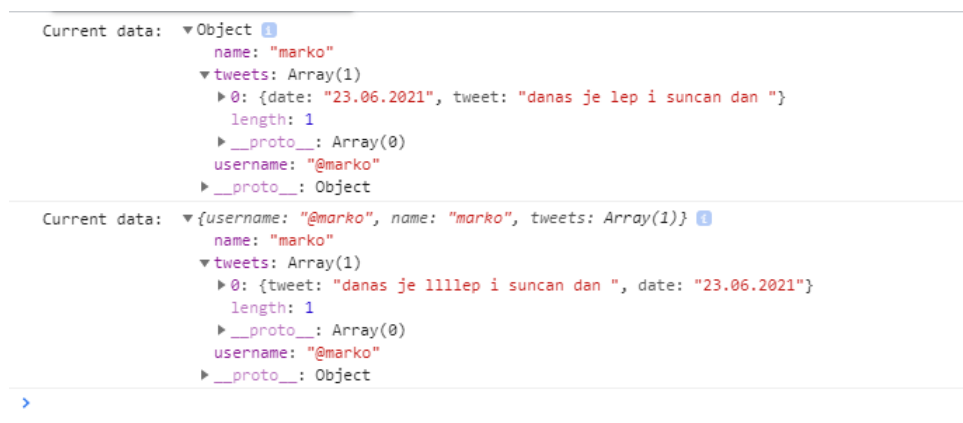 Current data: ▼Object i
name: "marko"
▼tweets: Array(1)
▶0: {date: "23.06.2021", tweet: "danas je lep i suncan dan "}
length: 1
▶__proto__: Array(0)
username: "@marko"
▶__proto__: Object
Current data: ▼{username: "@marko", name: "marko", tweets: Array(1)} i
name: "marko"
▼tweets: Array(1)
▶0: {tweet: "danas je llllep i suncan dan ", date: "23.06.2021"}
length: 1
▶__proto__: Array(0)
username: "@marko"
▶__proto__: Object
>